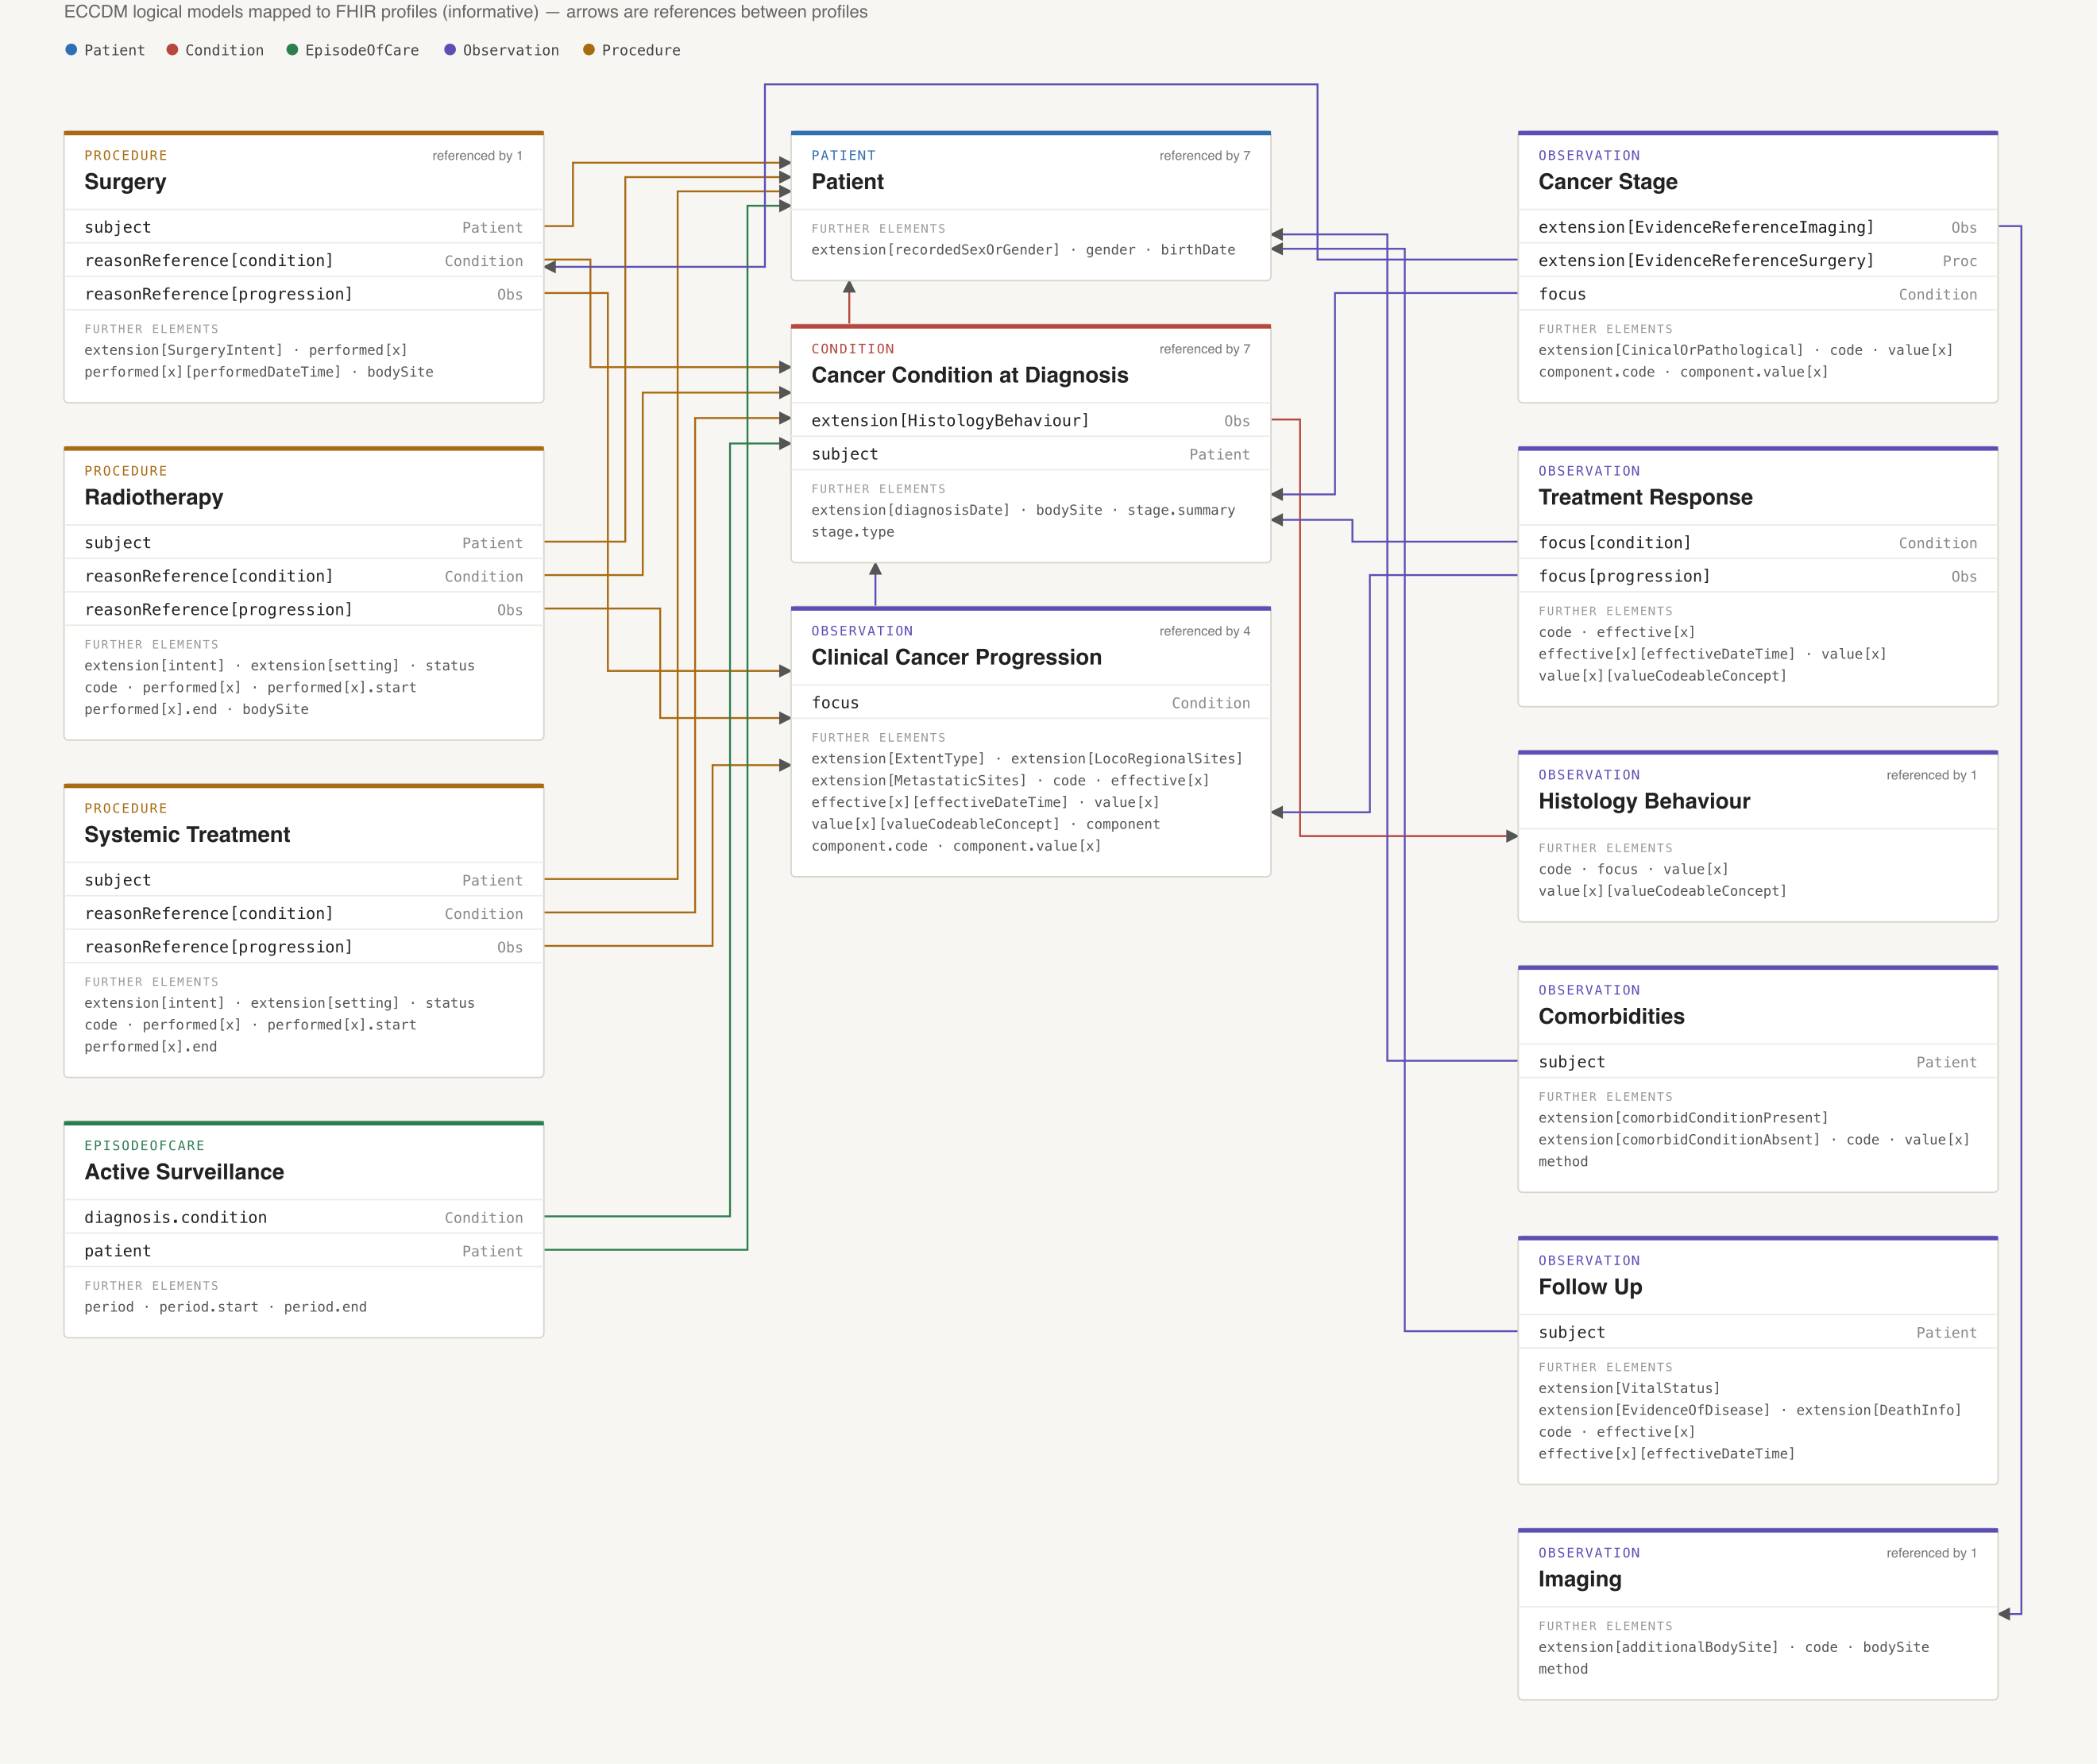 ECCDM logical models mapped to FHIR profiles (informative) — arrows are references between profiles
Patient Condition EpisodeOfCare Observation Procedure
PROCEDURE referenced by 1
Surgery
subject Patient
reasonReference[condition] Condition
reasonReference[progression] Obs
FURTHER ELEMENTS
extension[SurgeryIntent] · performed[x]
performed[x][performedDateTime] · bodySite
PROCEDURE
Radiotherapy
subject Patient
reasonReference[condition] Condition
reasonReference[progression] Obs
FURTHER ELEMENTS
extension[intent] · extension[setting] · status
code · performed[x] · performed[x].start
performed[x].end · bodySite
PROCEDURE
Systemic Treatment
subject Patient
reasonReference[condition] Condition
reasonReference[progression] Obs
FURTHER ELEMENTS
extension[intent] · extension[setting] · status
code · performed[x] · performed[x].start
performed[x].end
EPISODEOFCARE
Active Surveillance
diagnosis.condition Condition
patient Patient
FURTHER ELEMENTS
period · period.start · period.end
PATIENT referenced by 7
Patient
FURTHER ELEMENTS
extension[recordedSexOrGender] · gender · birthDate
CONDITION referenced by 7
Cancer Condition at Diagnosis
extension[HistologyBehaviour] Obs
subject Patient
FURTHER ELEMENTS
extension[diagnosisDate] · bodySite · stage.summary
stage.type
OBSERVATION referenced by 4
Clinical Cancer Progression
focus Condition
FURTHER ELEMENTS
extension[ExtentType] · extension[LocoRegionalSites]
extension[MetastaticSites] · code · effective[x]
effective[x][effectiveDateTime] · value[x]
value[x][valueCodeableConcept] · component
component.code · component.value[x]
OBSERVATION
Cancer Stage
extension[EvidenceReferenceImaging] Obs
extension[EvidenceReferenceSurgery] Proc
focus Condition
FURTHER ELEMENTS
extension[CinicalOrPathological] · code · value[x]
component.code · component.value[x]
OBSERVATION
Treatment Response
focus[condition] Condition
focus[progression] Obs
FURTHER ELEMENTS
code · effective[x]
effective[x][effectiveDateTime] · value[x]
value[x][valueCodeableConcept]
OBSERVATION referenced by 1
Histology Behaviour
FURTHER ELEMENTS
code · focus · value[x]
value[x][valueCodeableConcept]
OBSERVATION
Comorbidities
subject Patient
FURTHER ELEMENTS
extension[comorbidConditionPresent]
extension[comorbidConditionAbsent] · code · value[x]
method
OBSERVATION
Follow Up
subject Patient
FURTHER ELEMENTS
extension[VitalStatus]
extension[EvidenceOfDisease] · extension[DeathInfo]
code · effective[x]
effective[x][effectiveDateTime]
OBSERVATION referenced by 1
Imaging
FURTHER ELEMENTS
extension[additionalBodySite] · code · bodySite
method